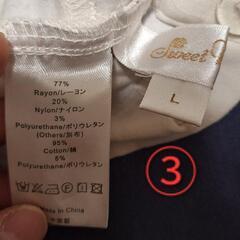 77%
Rayon/レーヨン
20%
Nylon/ナイロン
3%
Polyurethane/ポリウレタン
(Others/別布)
95%
Cotton/綿
5%
Polyurethane/ポリウレタン
Made in China
Sweet
L
③